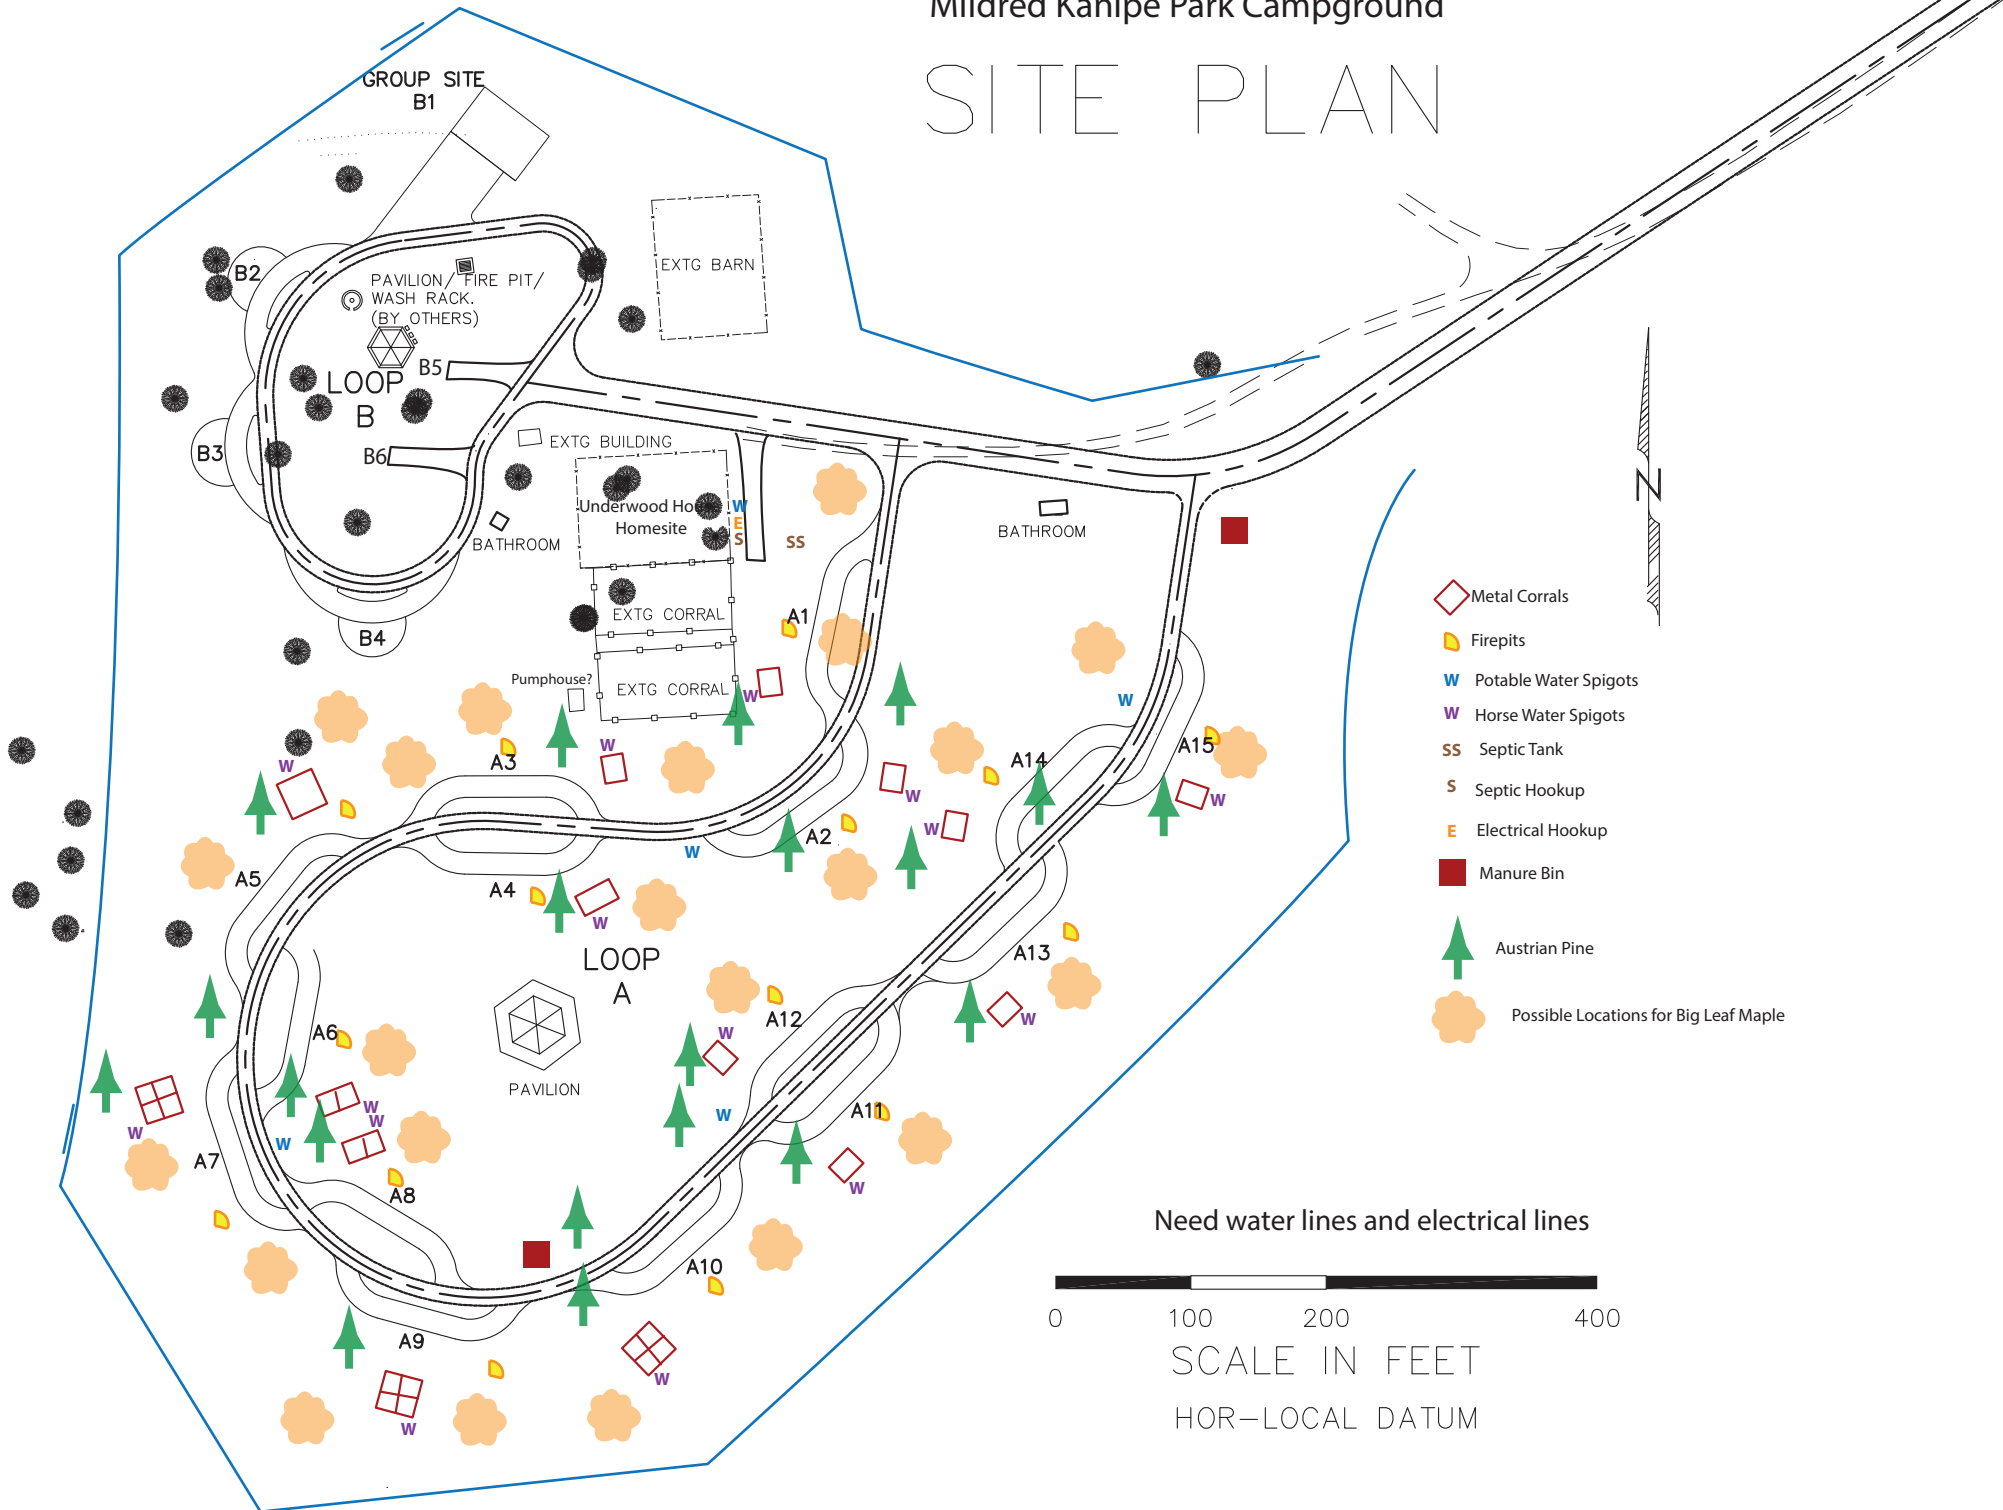 Mildred Kanipe Park Campground
SITE PLAN
GROUP SITE
B1
B2
PAVILION/ FIRE PIT/
WASH RACK.
(BY OTHERS)
EXTG BARN
B5
LOOP
B
B3
B6
EXTG BUILDING
Underwood Ho
Homesite
W
E
S
SS
BATHROOM
BATHROOM
N
EXTG CORRAL
A1
B4
Pumphouse?
EXTG CORRAL
W
W
W
A3
W
A14
A15
W
W
W
A2
W
A5
A4
W
LOOP
A
A13
W
A6
A12
W
PAVILION
W
W
W
W
W
A11
A7
A8
W
A10
A9
W
W
Metal Corrals
Firepits
W Potable Water Spigots
W Horse Water Spigots
SS Septic Tank
S Septic Hookup
E Electrical Hookup
Manure Bin
Austrian Pine
Possible Locations for Big Leaf Maple
Need water lines and electrical lines
0 100 200 400
SCALE IN FEET
HOR-LOCAL DATUM